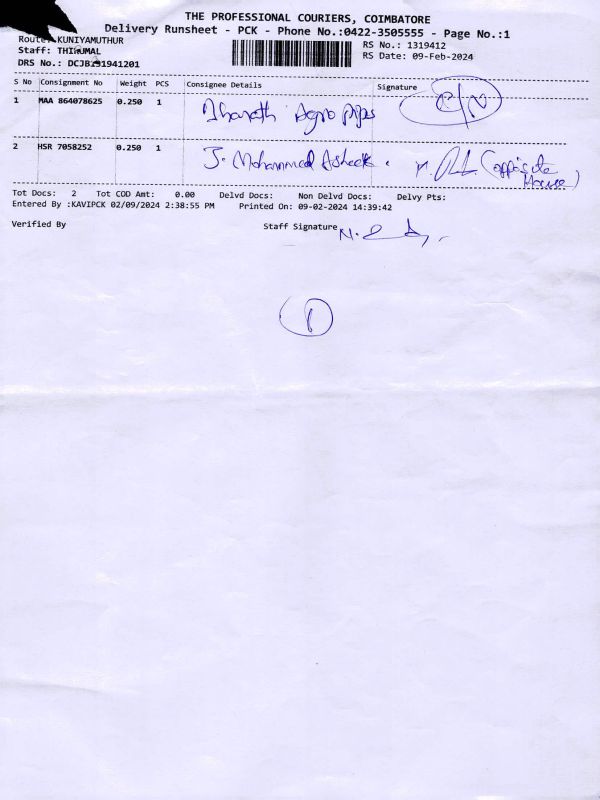 THE PROFESSIONAL COURIERS, COIMBATORE
Delivery Runsheet - PCK - Phone No.:0422-3505555 - Page No.:1
Route: KUNIYAMUTHUR
RS No.: 1319412
Staff: THIRUMAL
RS Date: 09-Feb-2024
DRS No.: DCJB191941201
S No Consignment No Weight PCS Consignee Details Signature
1 MAA 864078625 0.250 1 Bharath Agro pipes
2 HSR 7058252 0.250 1 J. Mohammed Asheek. (opposite House)
Tot Docs: 2 Tot COD Amt: 0.00 Delvd Docs: Non Delvd Docs: Delvy Pts:
Entered By :KAVIPCK 02/09/2024 2:38:55 PM Printed On: 09-02-2024 14:39:42
Verified By Staff Signature
1